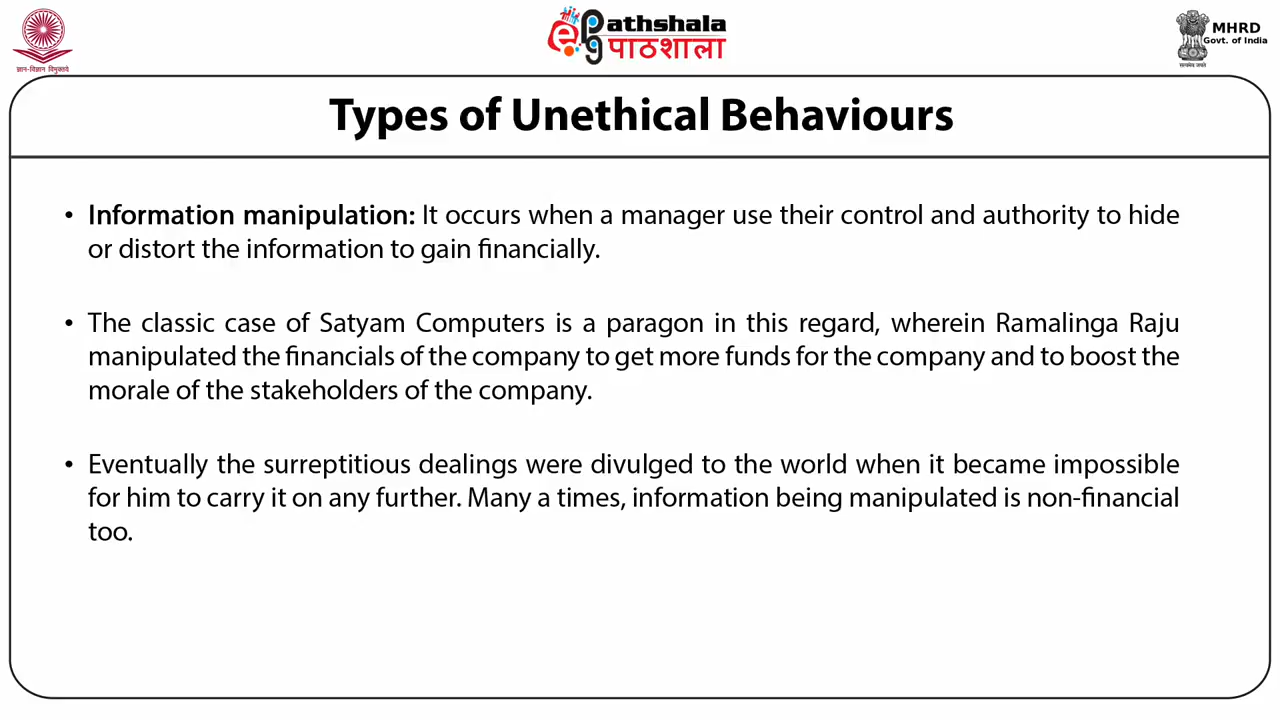 ज्ञान-विज्ञान विमुक्तये
ePG athshala
पाठशाला
MHRD
Govt. of India
सत्यमेव जयते
Types of Unethical Behaviours
• Information manipulation: It occurs when a manager use their control and authority to hide
or distort the information to gain financially.
• The classic case of Satyam Computers is a paragon in this regard, wherein Ramalinga Raju
manipulated the financials of the company to get more funds for the company and to boost the
morale of the stakeholders of the company.
• Eventually the surreptitious dealings were divulged to the world when it became impossible
for him to carry it on any further. Many a times, information being manipulated is non-financial
too.